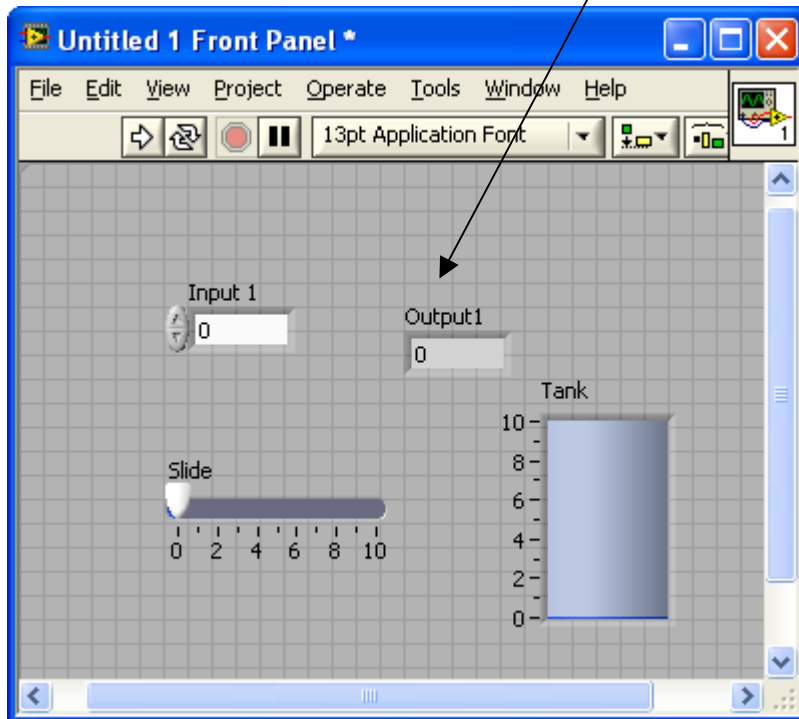 Untitled 1 Front Panel *
File Edit View Project Operate Tools Window Help
13pt Application Font
1
Input 1
0
Output1
0
Tank
10
8
6
4
2
0
Slide
0 2 4 6 8 10